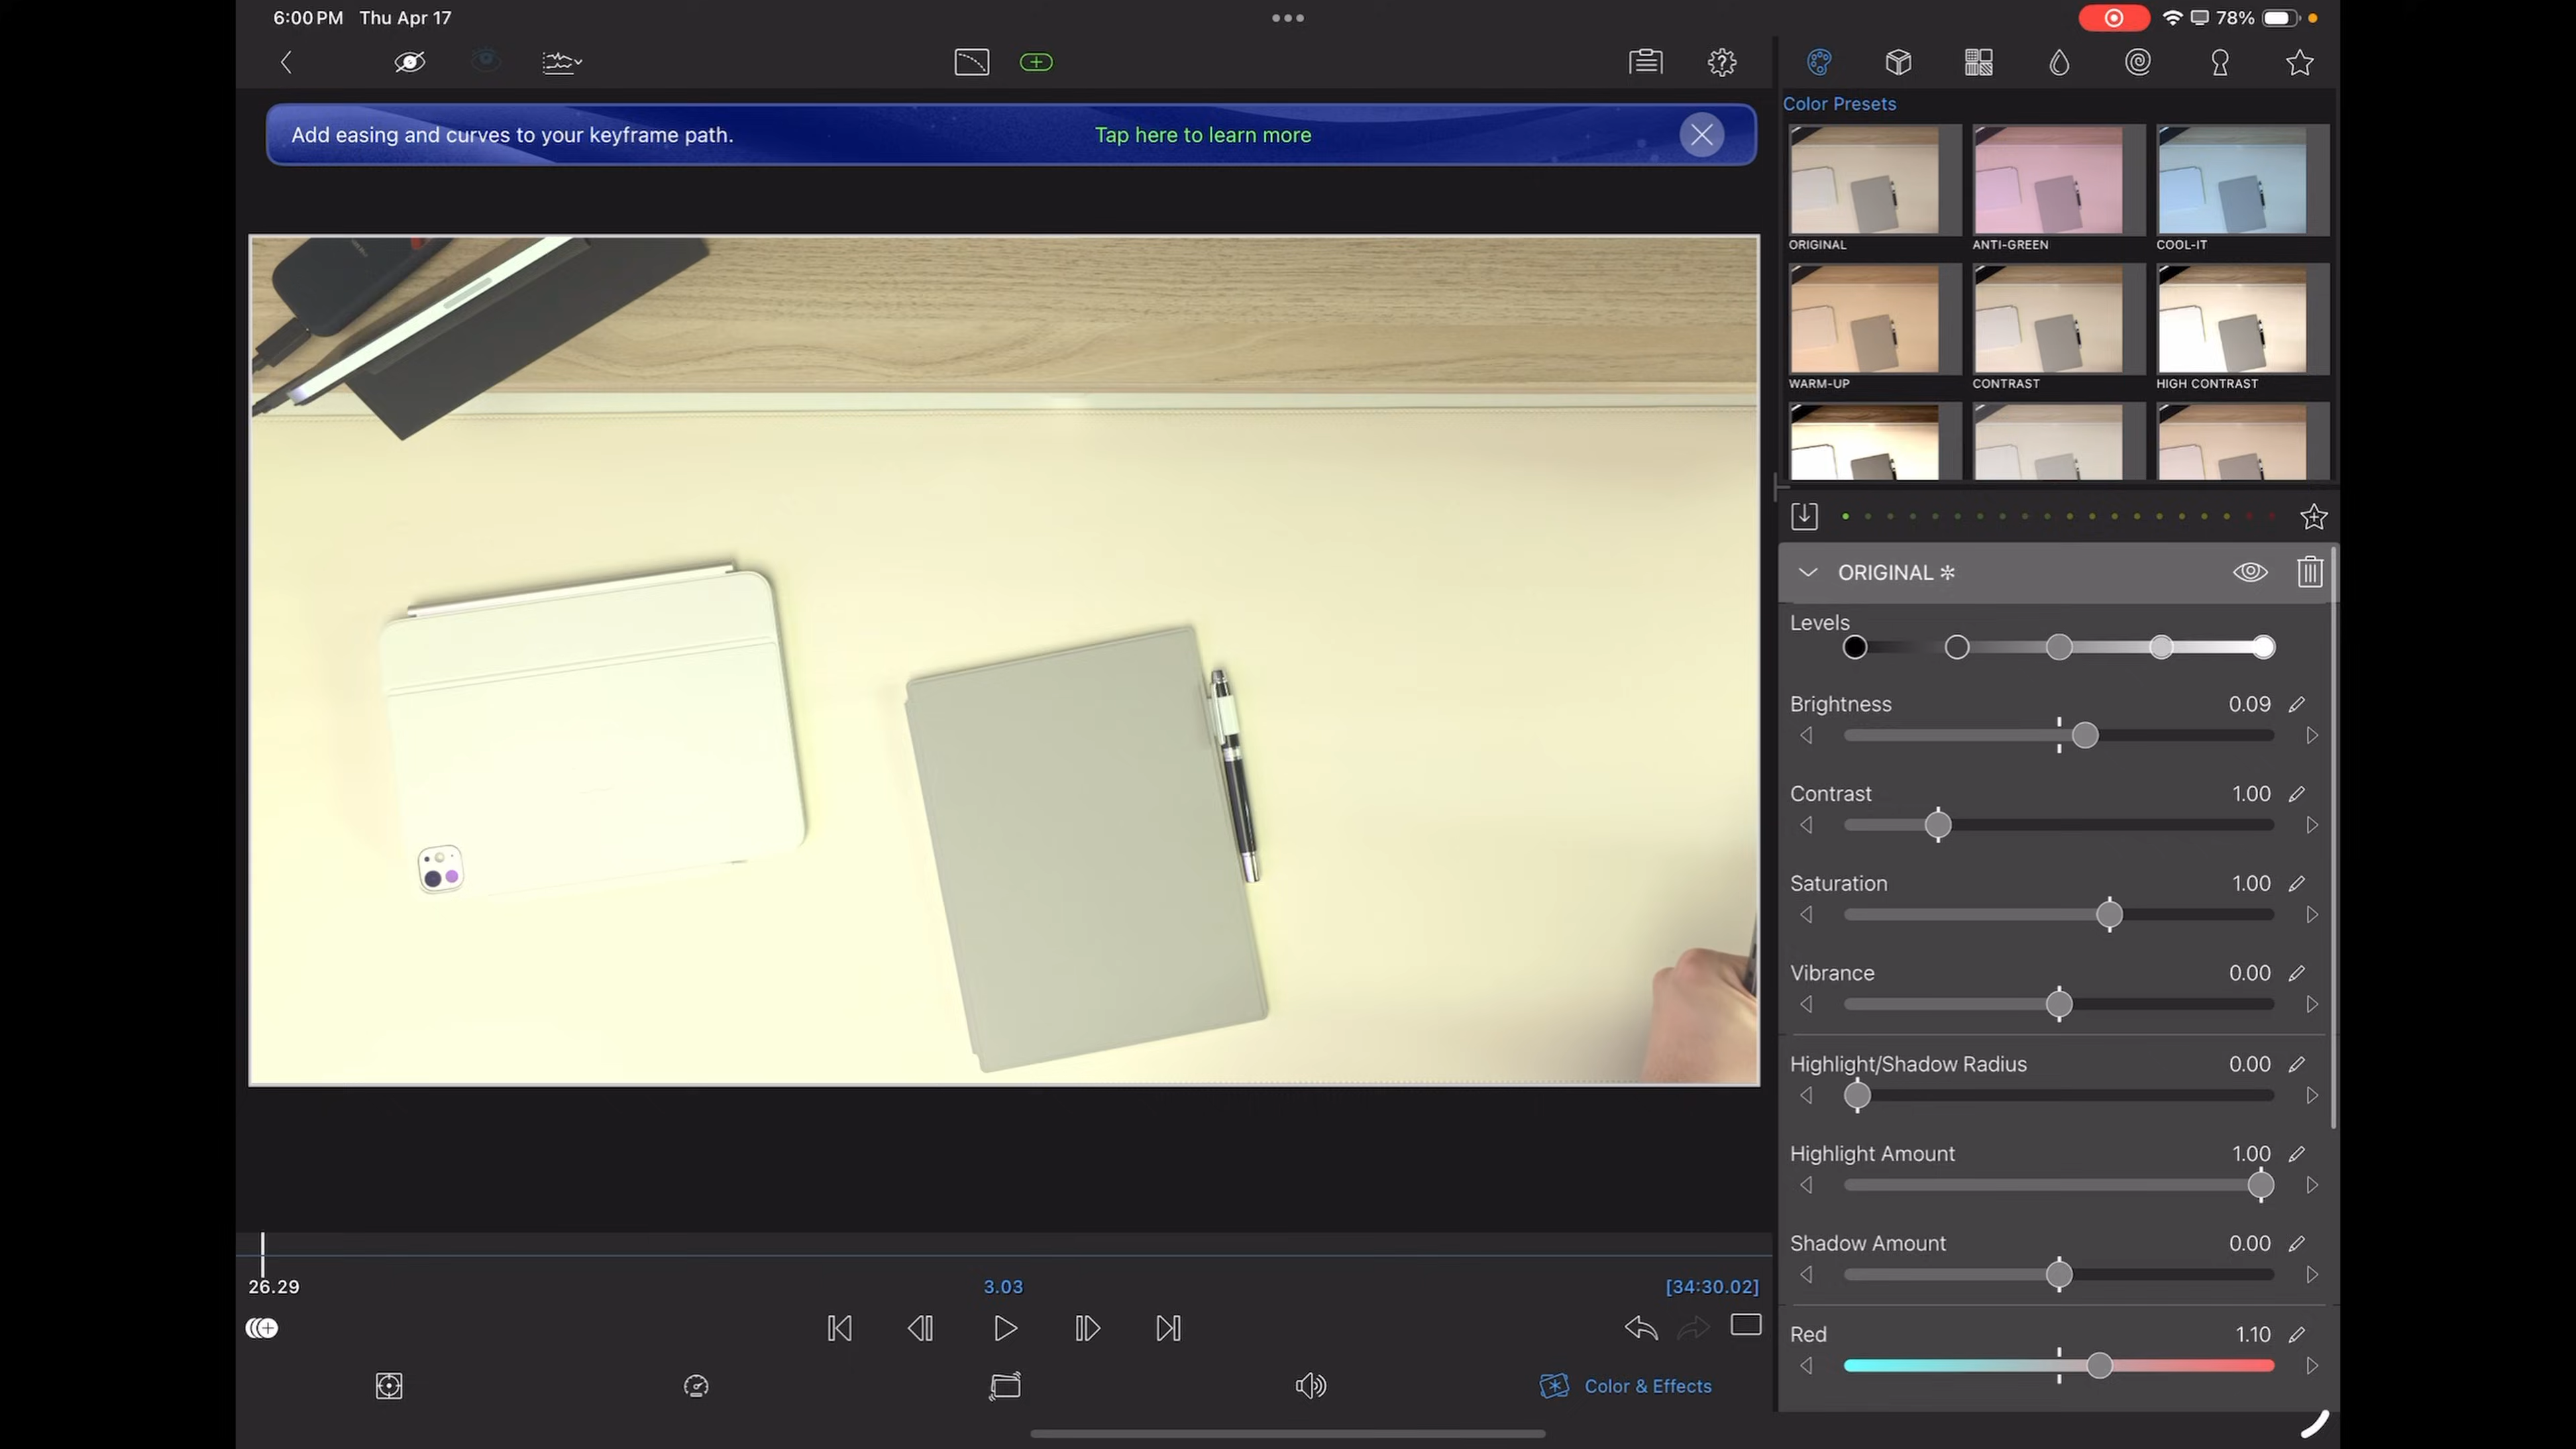 6:00 PM Thu Apr 17
78%
Add easing and curves to your keyframe path. Tap here to learn more
Color Presets
ORIGINAL ANTI-GREEN COOL-IT
WARM-UP CONTRAST HIGH CONTRAST
ORIGINAL ✼
Levels
Brightness 0.09
Contrast 1.00
Saturation 1.00
Vibrance 0.00
Highlight/Shadow Radius 0.00
Highlight Amount 1.00
Shadow Amount 0.00
Red 1.10
26.29 3.03 [34:30.02]
Color & Effects